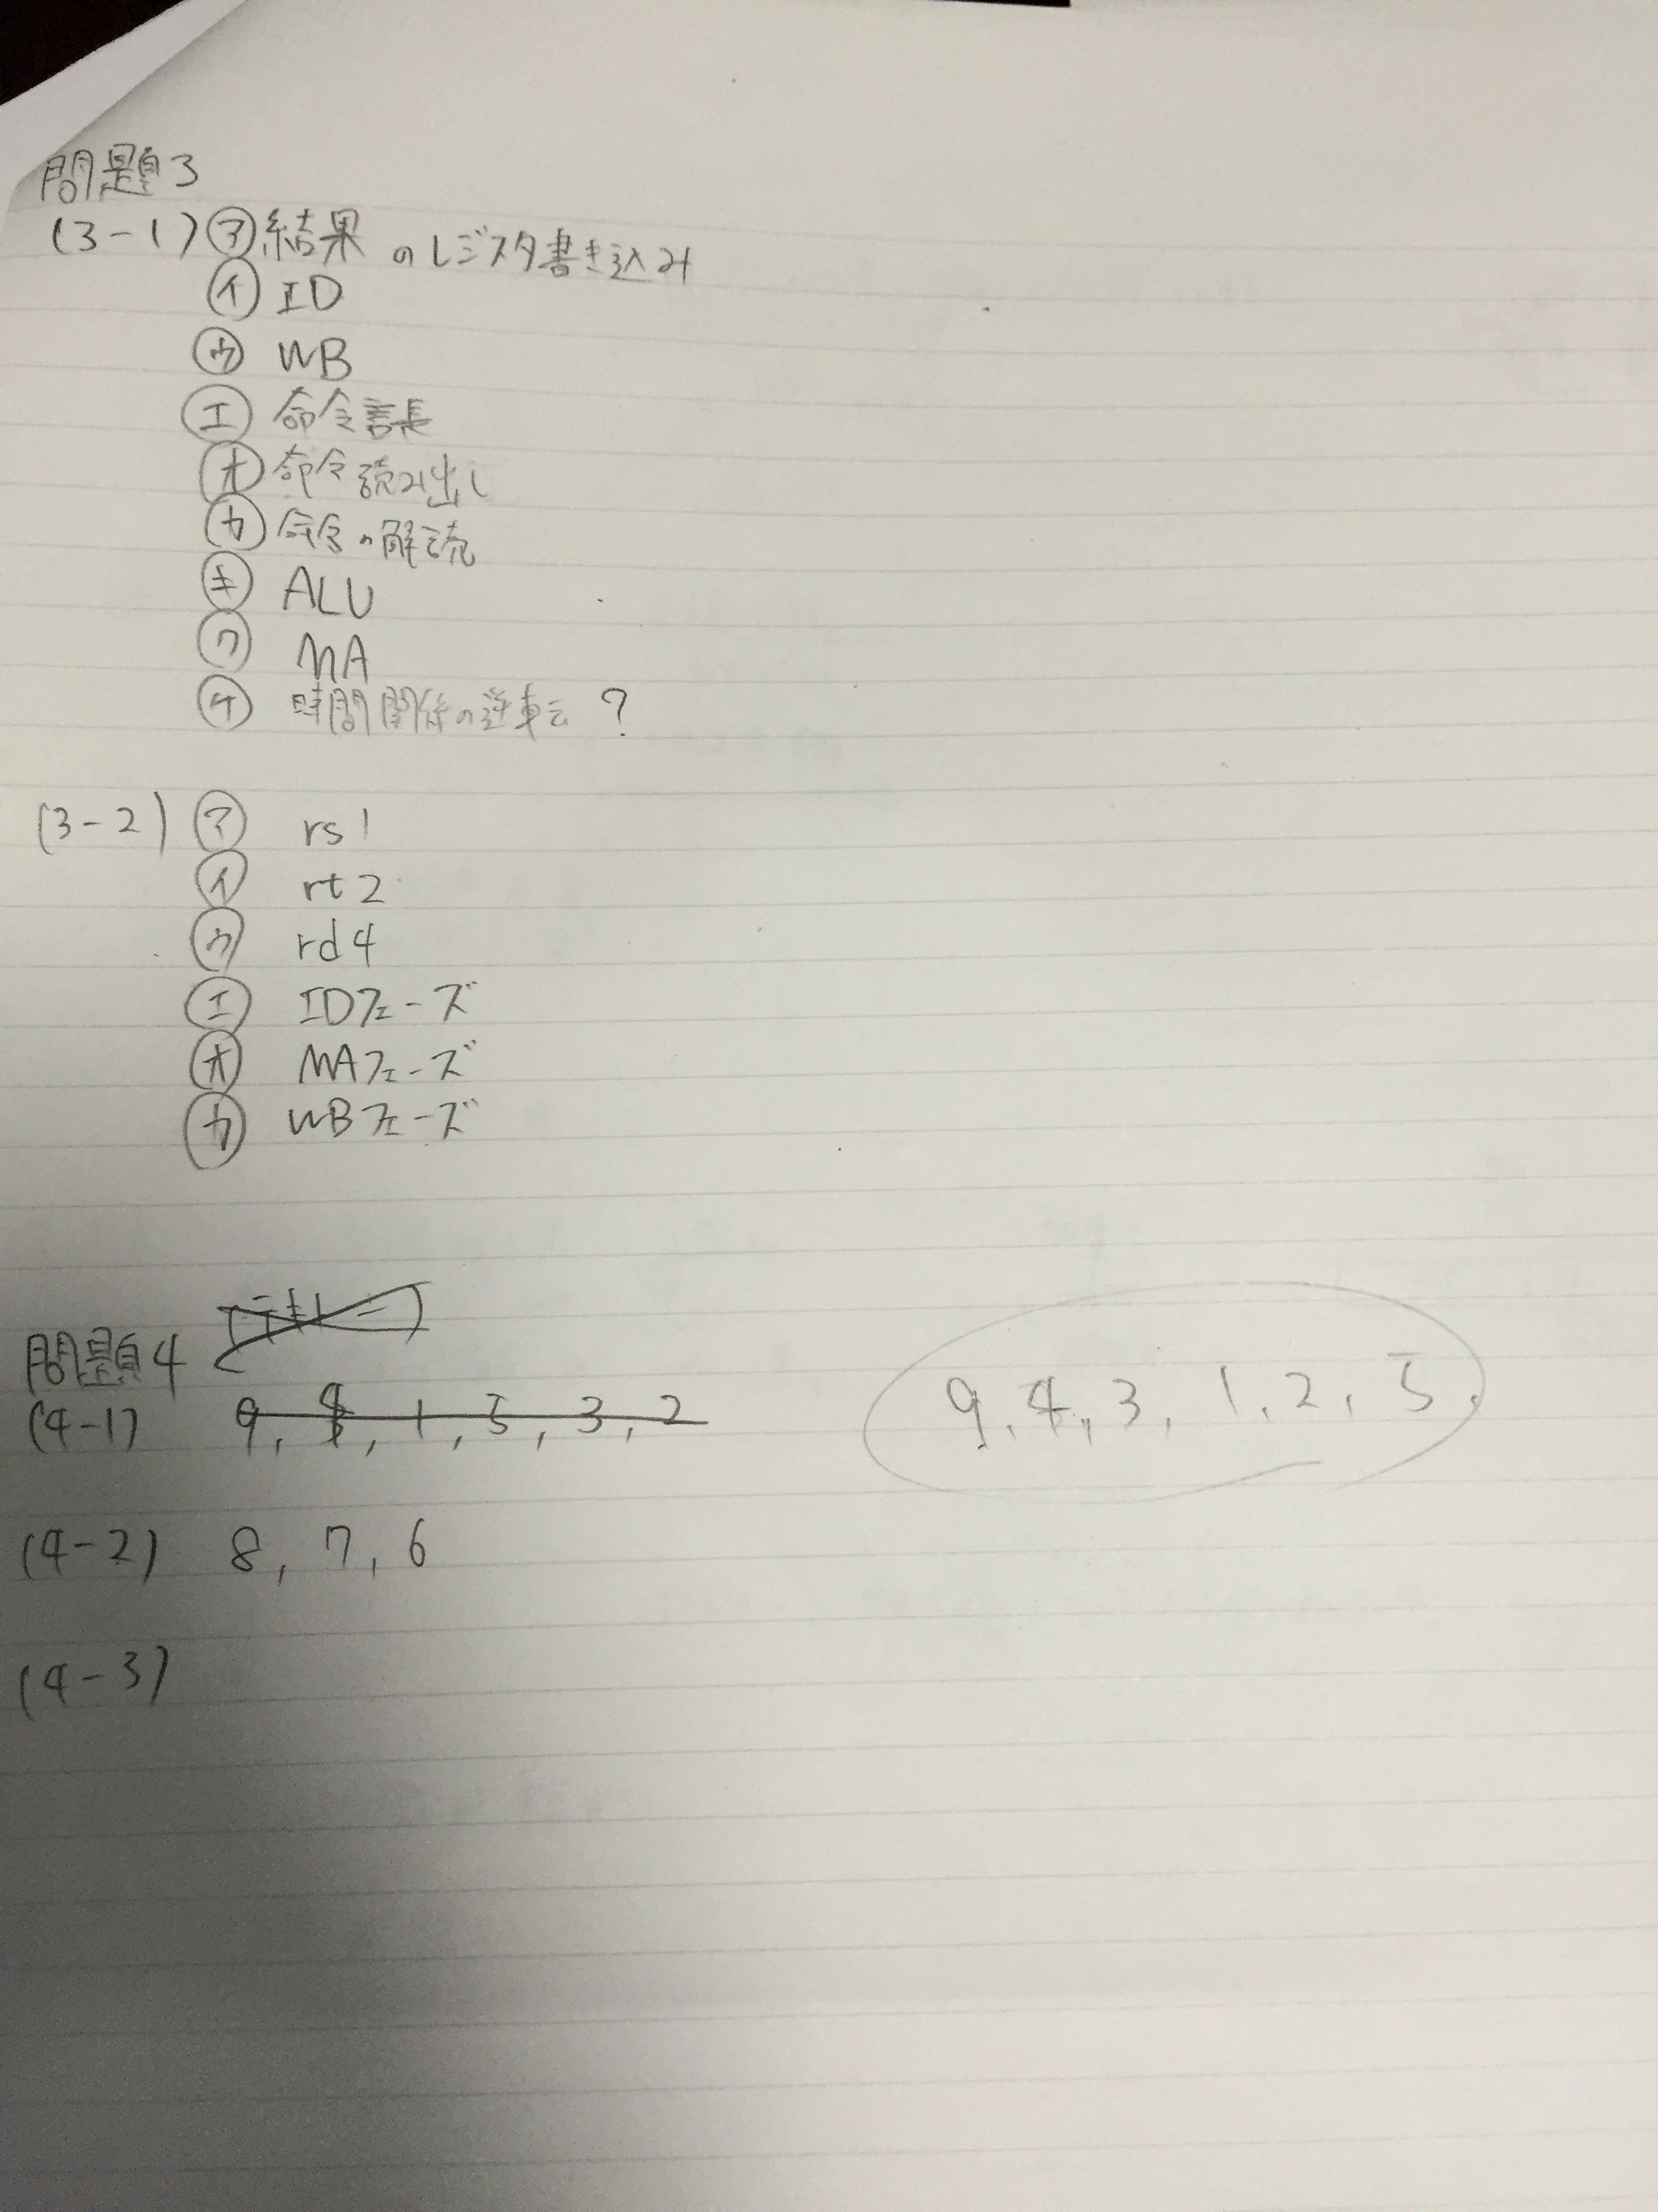 問題3
(3-1) ㋐ 結果のレジスタ書き込み
㋑ ID
㋒ WB
㋓ 命令語長
㋔ 命令読み出し
㋕ 命令の解読
㋖ ALU
㋗ MA
㋘ 時間関係の逆転?
(3-2) ㋐ rs1
㋑ rt2
㋒ rd4
㋓ IDフェーズ
㋔ MAフェーズ
㋕ WBフェーズ
問題4
(4-1) 9, 4, 1, 5, 3, 2 9, 4, 3, 1, 2, 5.
(4-2) 8, 7, 6
(4-3)